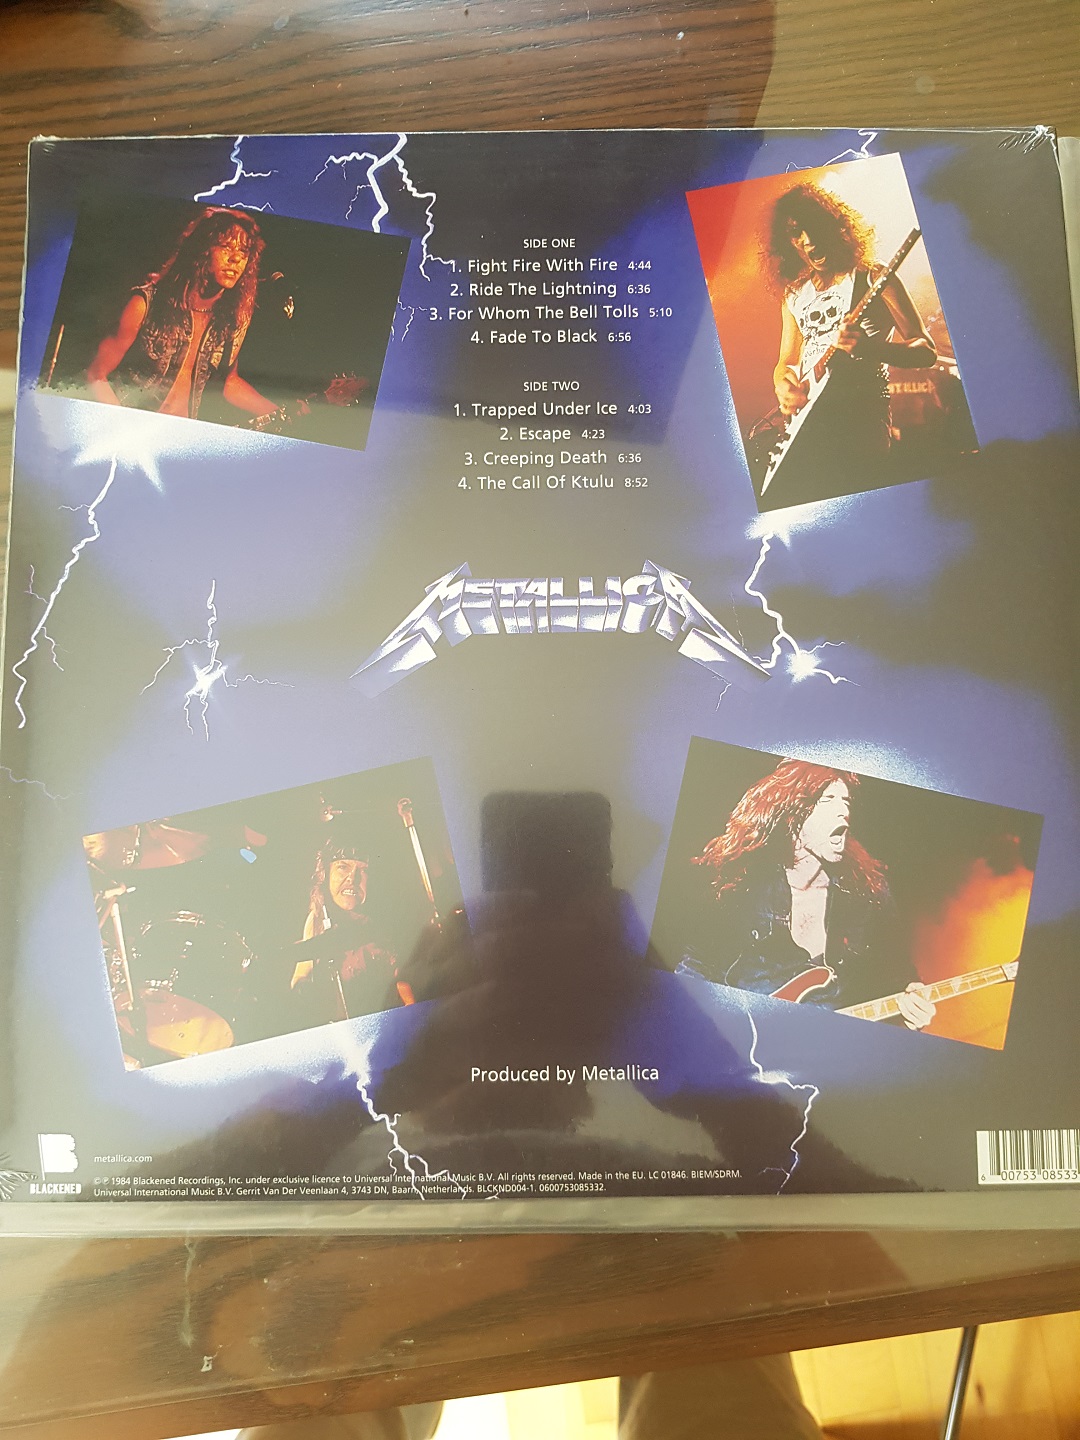 SIDE ONE
1. Fight Fire With Fire 4:44
2. Ride The Lightning 6:36
3. For Whom The Bell Tolls 5:10
4. Fade To Black 6:56
SIDE TWO
1. Trapped Under Ice 4:03
2. Escape 4:23
3. Creeping Death 6:36
4. The Call Of Ktulu 8:52
METALLICA
Produced by Metallica
B
BLACKENED
metallica.com
©℗ 1984 Blackened Recordings, Inc. under exclusive licence to Universal International Music B.V. All rights reserved. Made in the EU. LC 01846. BIEM/SDRM.
Universal International Music B.V. Gerrit Van Der Veenlaan 4, 3743 DN, Baarn, Netherlands. BLCKND004-1. 0600753085332.
6 00753 08533